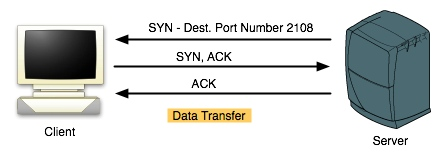 SYN - Dest. Port Number 2108
SYN, ACK
ACK
Data Transfer
Client
Server